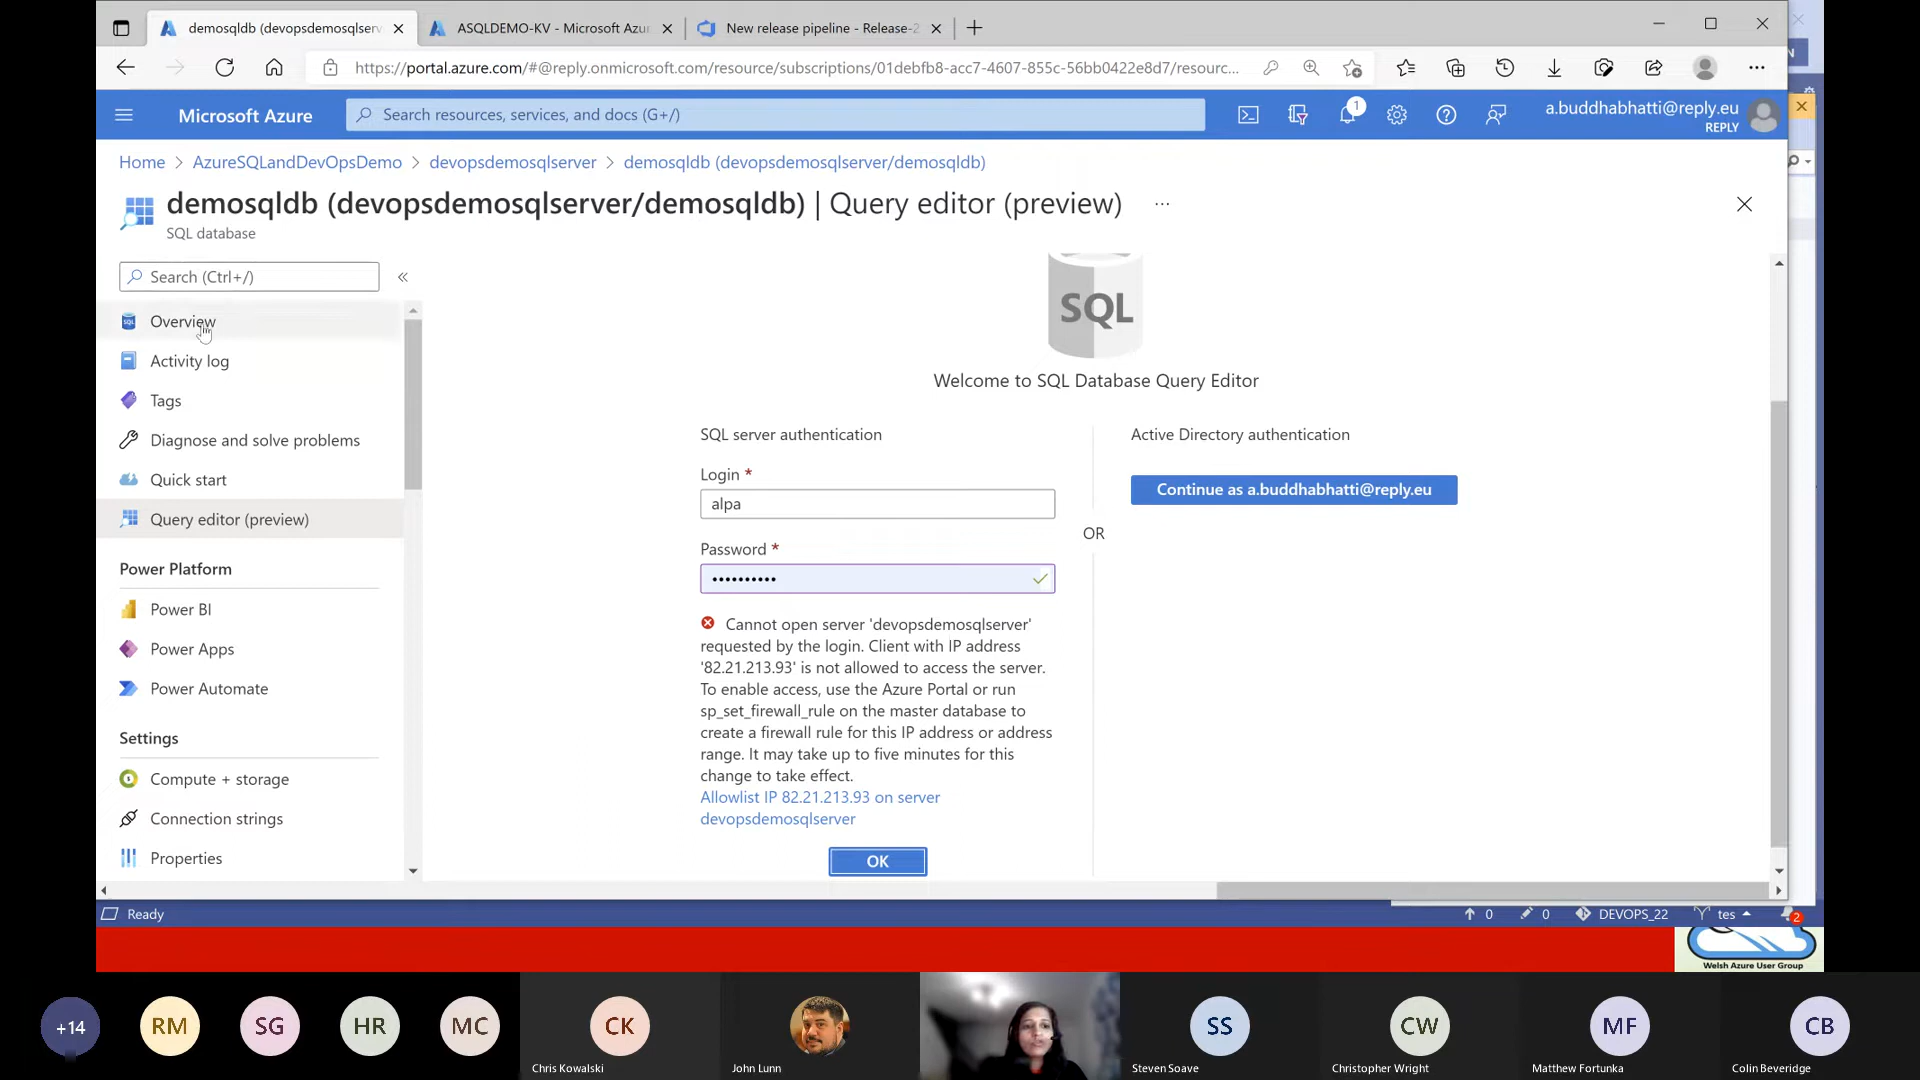 demosqldb (devopsdemosqlserv
ASQLDEMO-KV - Microsoft Azur
New release pipeline - Release-2
https://portal.azure.com/#@reply.onmicrosoft.com/resource/subscriptions/01debfb8-acc7-4607-855c-56bb0422e8d7/resourc...
Microsoft Azure
Search resources, services, and docs (G+/)
1
a.buddhabhatti@reply.eu
REPLY
Home > AzureSQLandDevOpsDemo > devopsdemosqlserver > demosqldb (devopsdemosqlserver/demosqldb)
demosqldb (devopsdemosqlserver/demosqldb) | Query editor (preview) ...
SQL database
Search (Ctrl+/)
«
Overview
Activity log
Tags
Diagnose and solve problems
Quick start
Query editor (preview)
Power Platform
Power BI
Power Apps
Power Automate
Settings
Compute + storage
Connection strings
Properties
SQL
Welcome to SQL Database Query Editor
SQL server authentication
Login *
alpa
Password *
••••••••••
Cannot open server 'devopsdemosqlserver'
requested by the login. Client with IP address
'82.21.213.93' is not allowed to access the server.
To enable access, use the Azure Portal or run
sp_set_firewall_rule on the master database to
create a firewall rule for this IP address or address
range. It may take up to five minutes for this
change to take effect.
Allowlist IP 82.21.213.93 on server
devopsdemosqlserver
OK
OR
Active Directory authentication
Continue as a.buddhabhatti@reply.eu
Ready
0
0
DEVOPS_22
tes
2
Welsh Azure User Group
+14
RM
SG
HR
MC
CK
Chris Kowalski
John Lunn
SS
Steven Soave
CW
Christopher Wright
MF
Matthew Fortunka
CB
Colin Beveridge